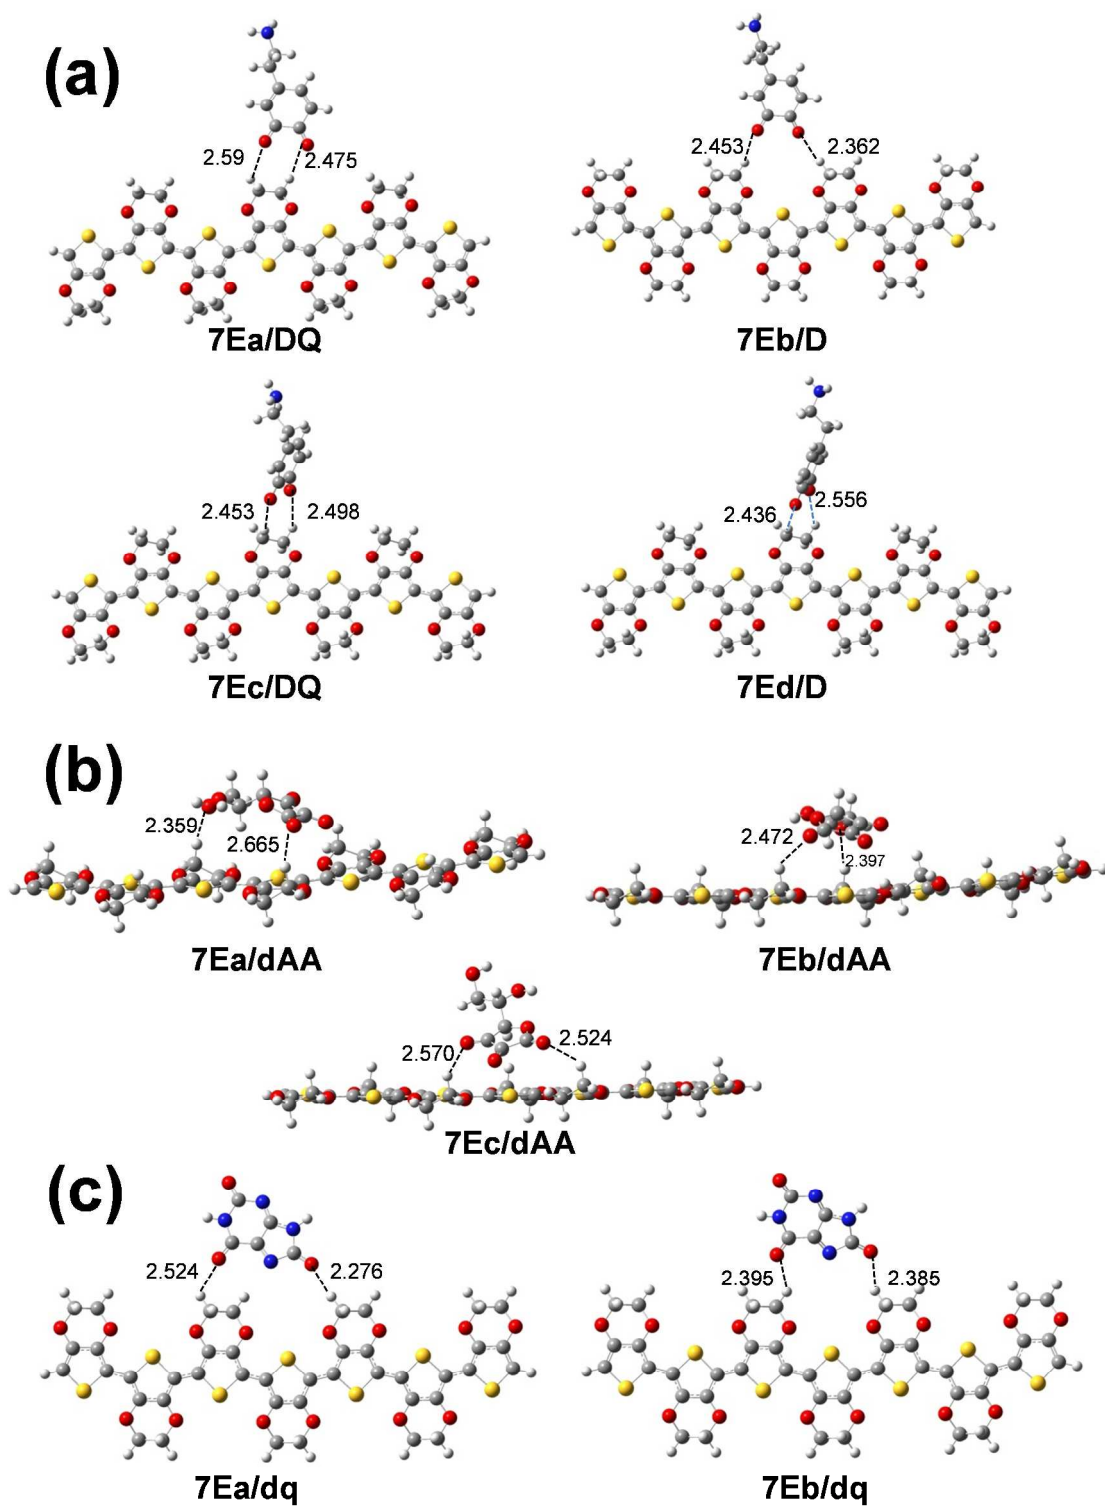 (a)
2.59
2.475
7Ea/DQ
2.453
2.362
7Eb/D
2.453
2.498
7Ec/DQ
2.436
2.556
7Ed/D
(b)
2.359
2.665
7Ea/dAA
2.472
2.397
7Eb/dAA
2.570
2.524
7Ec/dAA
(c)
2.524
2.276
7Ea/dq
2.395
2.385
7Eb/dq